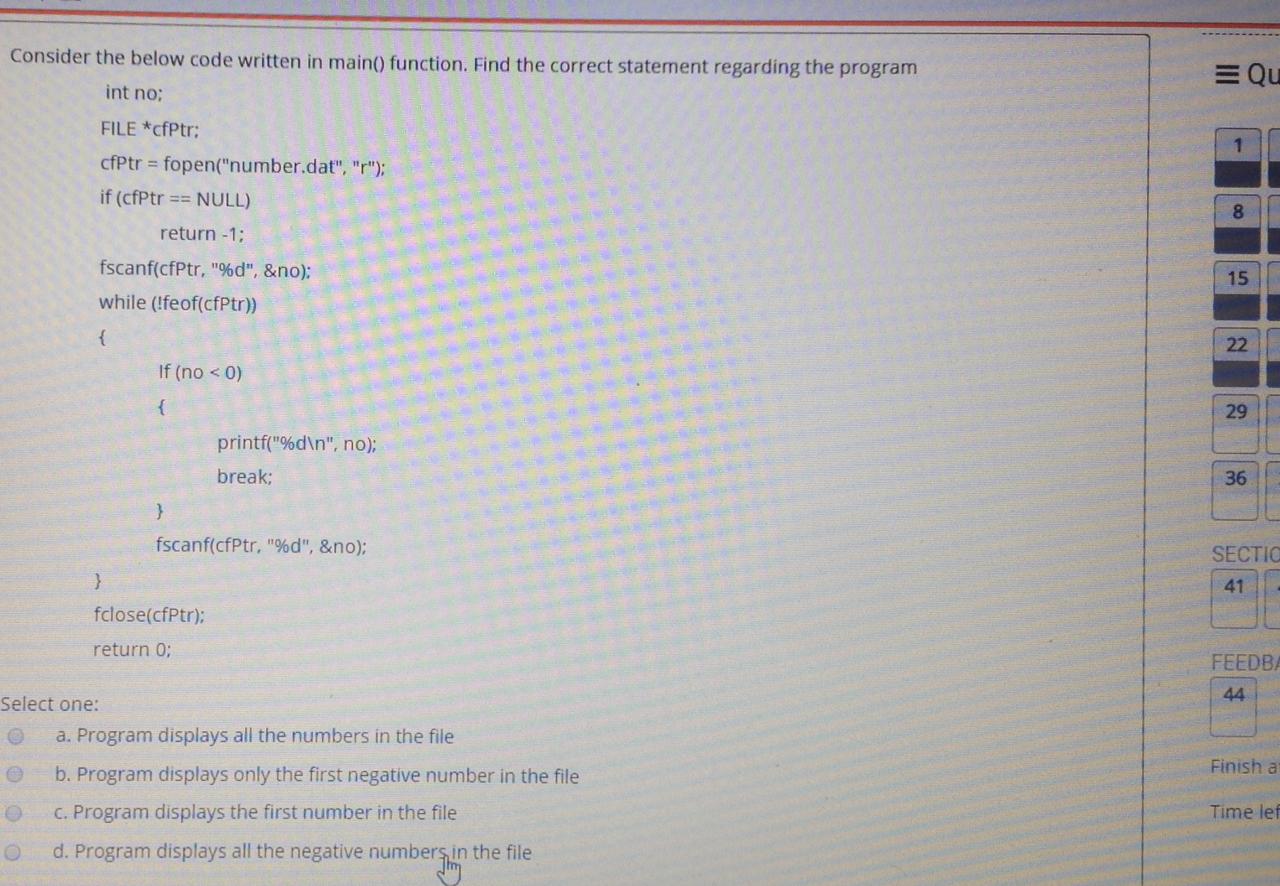 Consider the below code written in main() function. Find the correct statement regarding the program
int no;
FILE *cfPtr;
cfPtr = fopen("number.dat", "r");
if (cfPtr == NULL)
return -1;
fscanf(cfPtr, "%d", &no);
while (!feof(cfPtr))
{
If (no < 0)
{
printf("%d\n", no);
break;
}
fscanf(cfPtr, "%d", &no);
}
fclose(cfPtr);
return 0;
Select one:
a. Program displays all the numbers in the file
b. Program displays only the first negative number in the file
c. Program displays the first number in the file
d. Program displays all the negative numbers in the file
Qu
1
8
15
22
29
36
SECTIO
41
FEEDBA
44
Finish a
Time lef